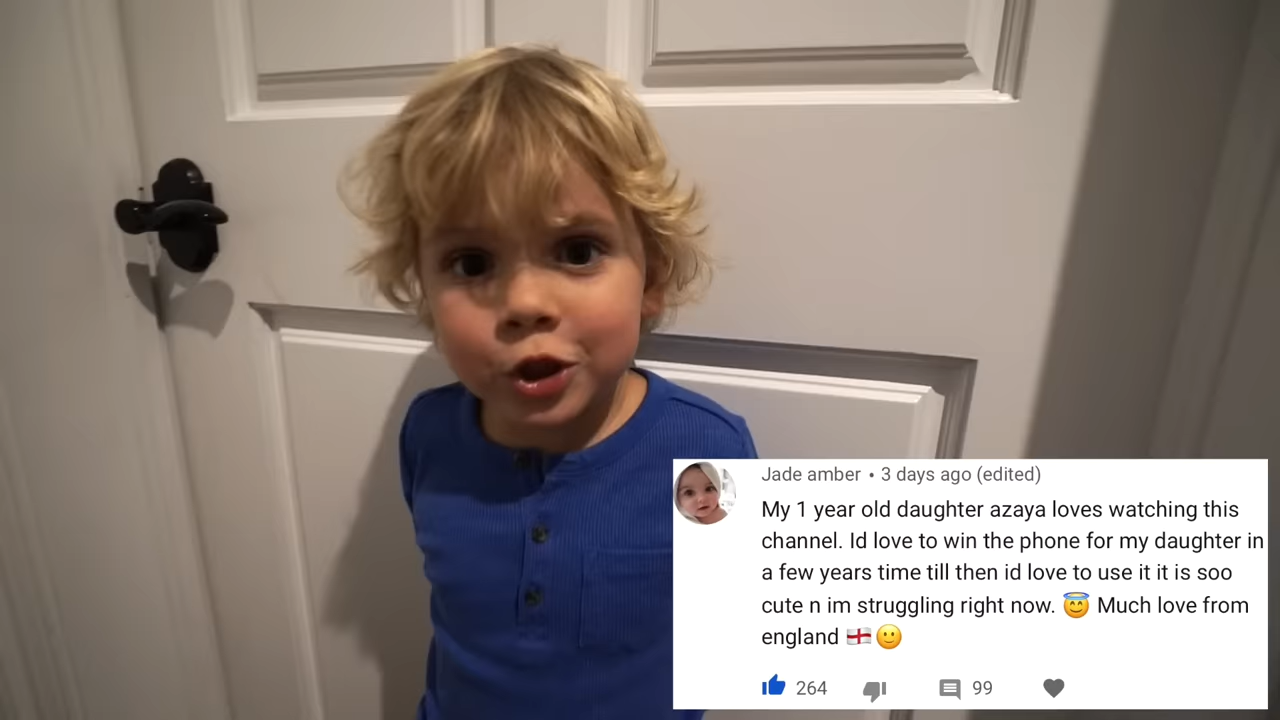 Jade amber • 3 days ago (edited)
My 1 year old daughter azaya loves watching this
channel. Id love to win the phone for my daughter in
a few years time till then id love to use it it is soo
cute n im struggling right now. 😇 Much love from
england 🏴󠁧󠁢󠁥󠁮󠁧󠁿🙂
264 99